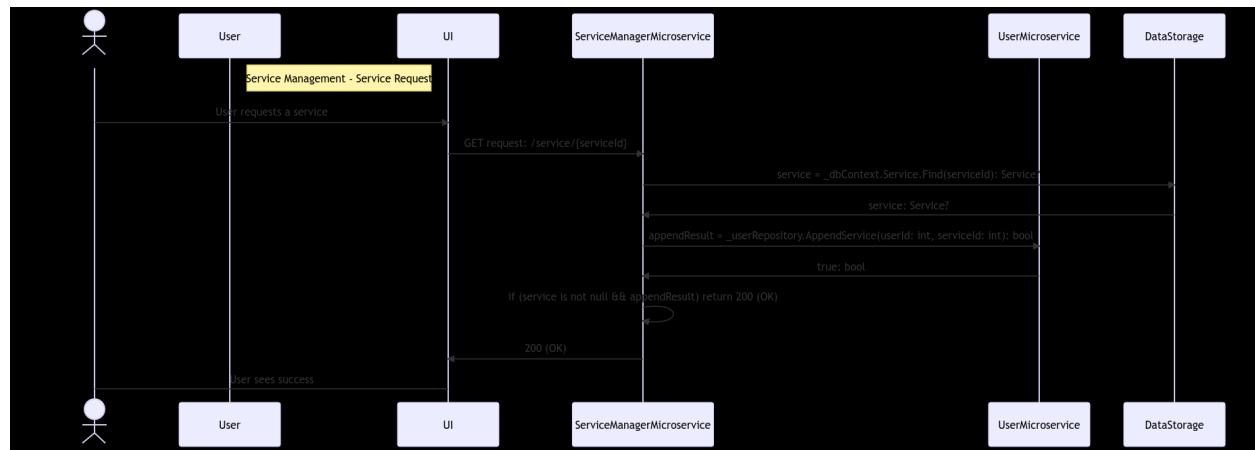 User
UI
ServiceManagerMicroservice
UserMicroservice
DataStorage
Service Management - Service Request
User requests a service
GET request: /service/{serviceId}
service = _dbContext.Service.Find(serviceId): Service
service: Service?
appendResult = _userRepository.AppendService(userId: int, serviceId: int): bool
true: bool
if (service is not null && appendResult) return 200 (OK)
200 (OK)
User sees success
User
UI
ServiceManagerMicroservice
UserMicroservice
DataStorage